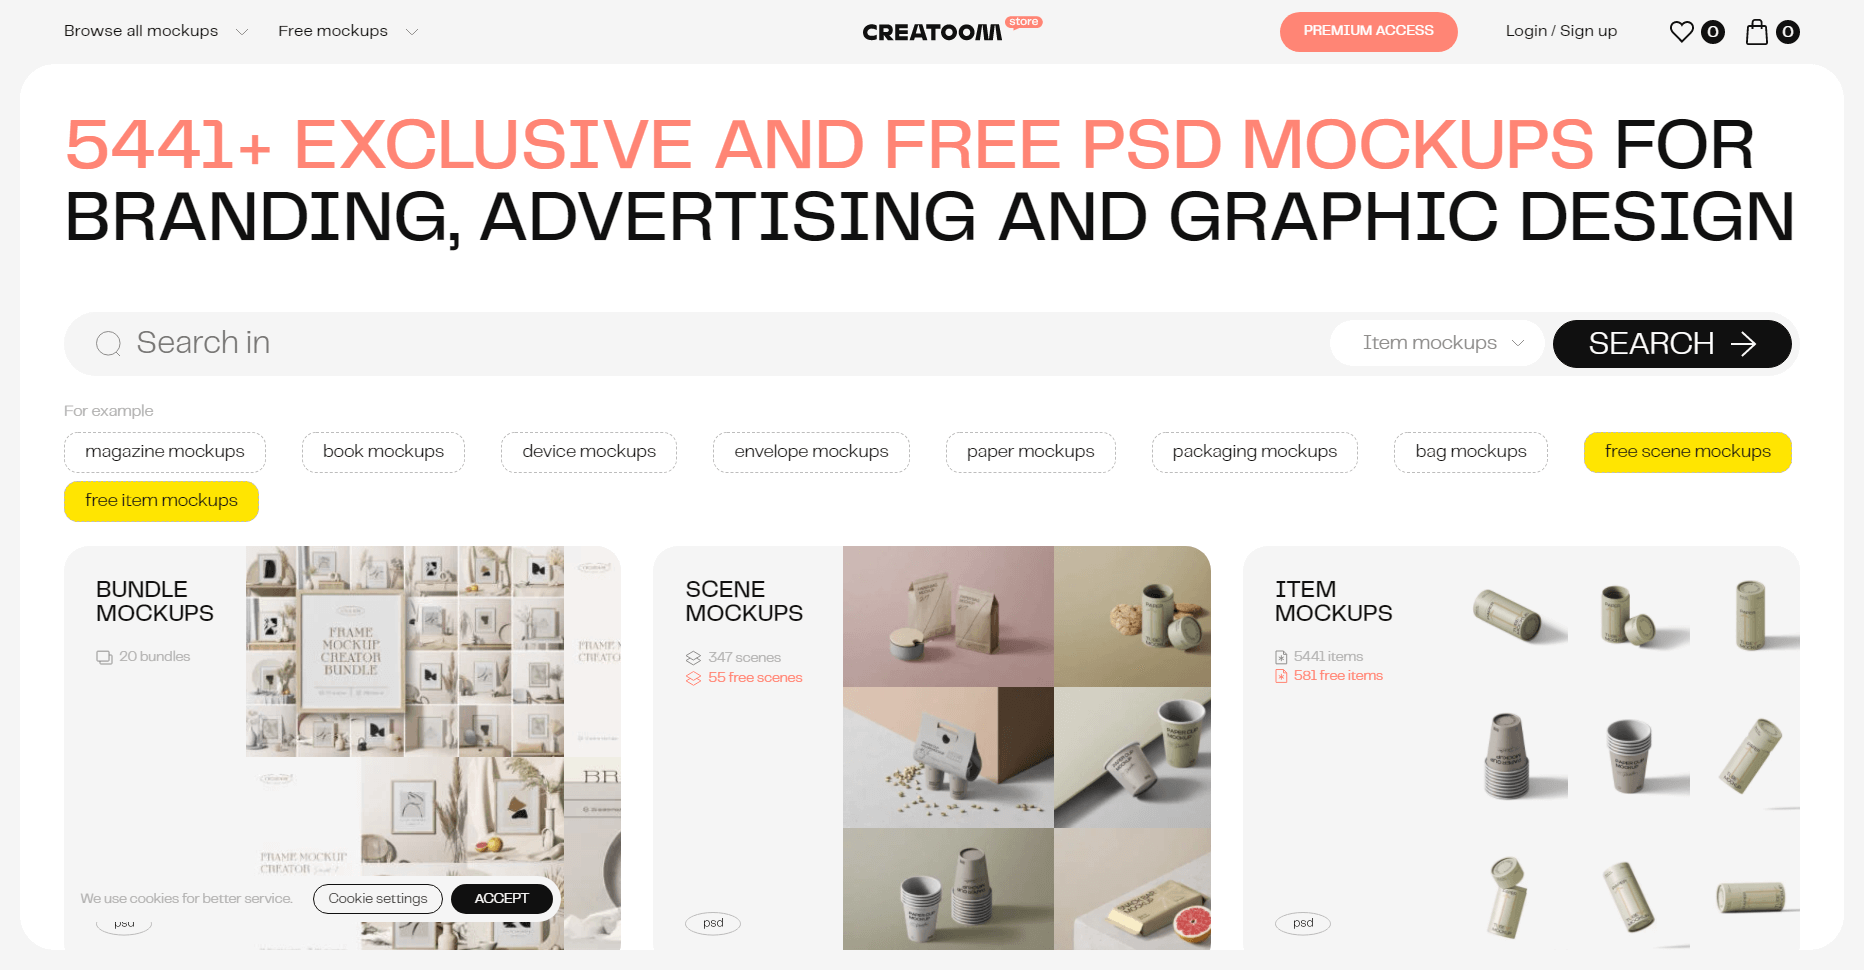 Browse all mockups
Free mockups
CREATOOM store
PREMIUM ACCESS
Login / Sign up
0
0
5441+ EXCLUSIVE AND FREE PSD MOCKUPS FOR
BRANDING, ADVERTISING AND GRAPHIC DESIGN
Search in
Item mockups
SEARCH
For example
magazine mockups
book mockups
device mockups
envelope mockups
paper mockups
packaging mockups
bag mockups
free scene mockups
free item mockups
BUNDLE
MOCKUPS
20 bundles
FRAME
MOCKUP
CREATOR
BUNDLE
FRAME MOCKUP
CREATOR
We use cookies for better service.
Cookie settings
ACCEPT
psd
SCENE
MOCKUPS
347 scenes
55 free scenes
PAPER CUP
MOCKUP
psd
ITEM
MOCKUPS
5441 items
581 free items
psd